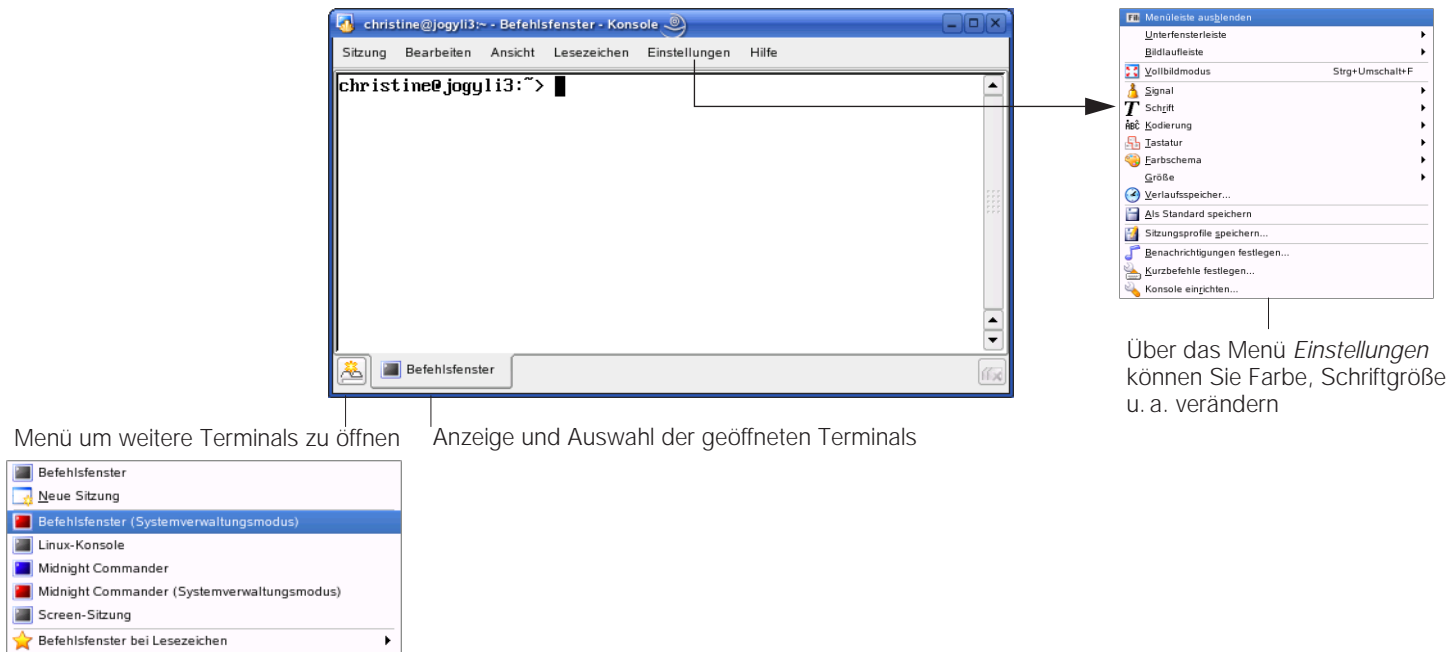 christine@jogyli3:~ - Befehlsfenster - Konsole
Sitzung Bearbeiten Ansicht Lesezeichen Einstellungen Hilfe
christine@jogyli3:~>
Befehlsfenster
Menüleiste ausblenden
Unterfensterleiste
Bildlaufleiste
Vollbildmodus Strg+Umschalt+F
Signal
Schrift
Kodierung
Tastatur
Farbschema
Größe
Verlaufsspeicher...
Als Standard speichern
Sitzungsprofile speichern...
Benachrichtigungen festlegen...
Kurzbefehle festlegen...
Konsole einrichten...
Über das Menü Einstellungen
können Sie Farbe, Schriftgröße
u. a. verändern
Menü um weitere Terminals zu öffnen
Anzeige und Auswahl der geöffneten Terminals
Befehlsfenster
Neue Sitzung
Befehlsfenster (Systemverwaltungsmodus)
Linux-Konsole
Midnight Commander
Midnight Commander (Systemverwaltungsmodus)
Screen-Sitzung
Befehlsfenster bei Lesezeichen